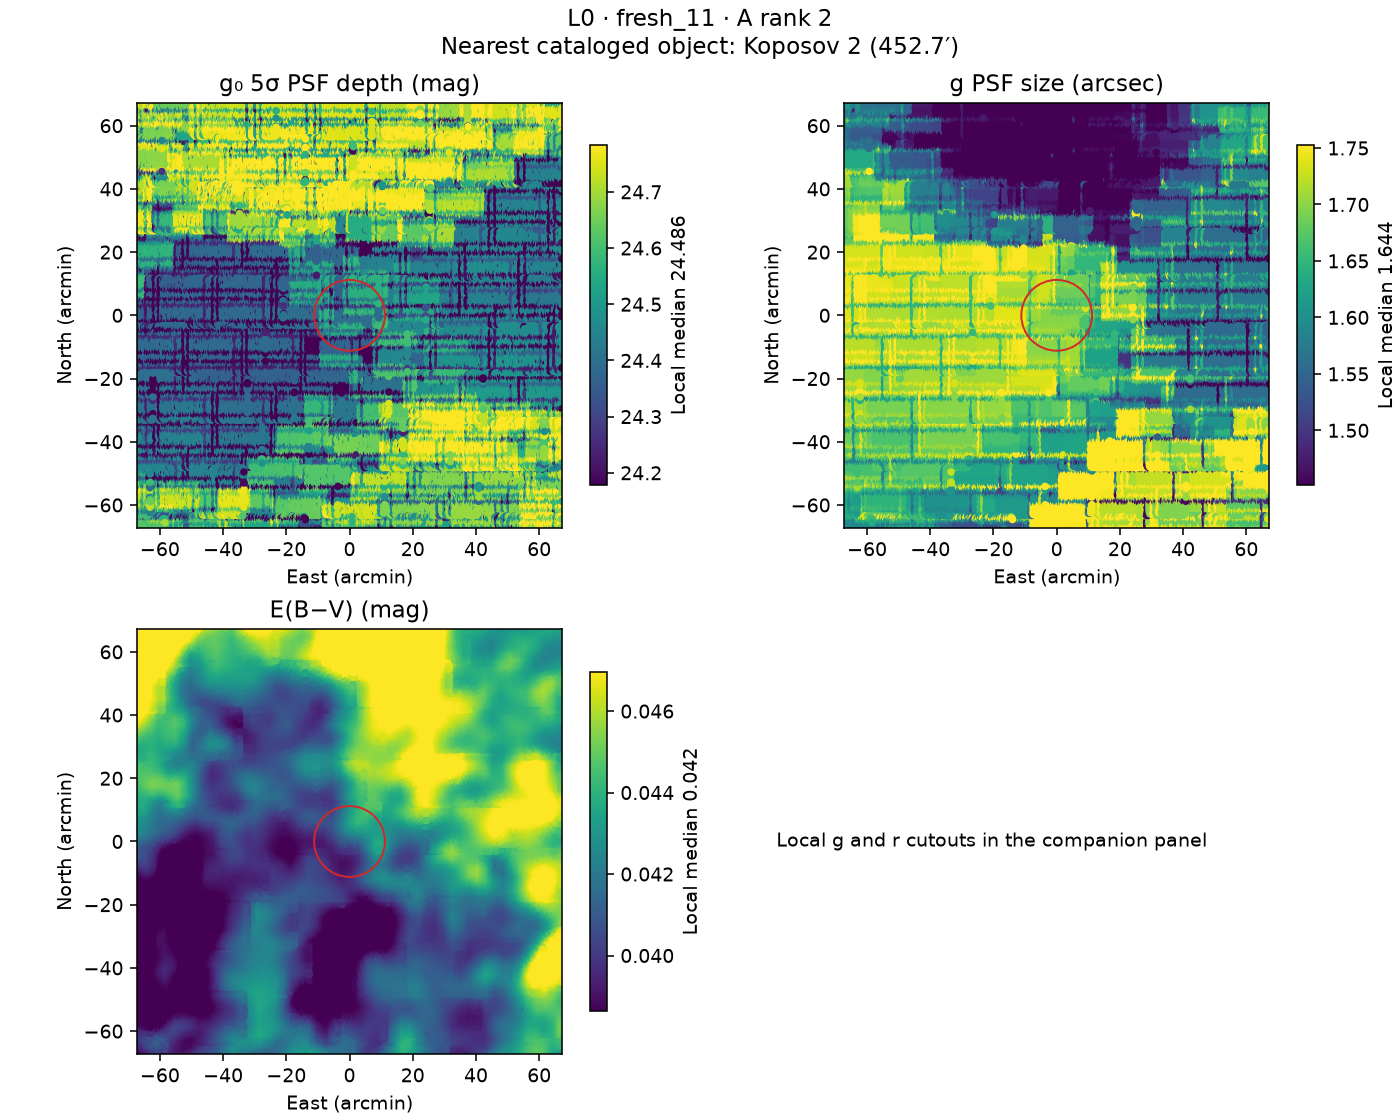 L0 · fresh_11 · A rank 2
Nearest cataloged object: Koposov 2 (452.7′)
g₀ 5σ PSF depth (mag)
60
40
20
0
−20
−40
−60
−60 −40 −20 0 20 40 60
North (arcmin)
East (arcmin)
24.7
24.6
24.5
24.4
24.3
24.2
Local median 24.486
g PSF size (arcsec)
60
40
20
0
−20
−40
−60
−60 −40 −20 0 20 40 60
North (arcmin)
East (arcmin)
1.75
1.70
1.65
1.60
1.55
1.50
Local median 1.644
E(B−V) (mag)
60
40
20
0
−20
−40
−60
−60 −40 −20 0 20 40 60
North (arcmin)
East (arcmin)
0.046
0.044
0.042
0.040
Local median 0.042
Local g and r cutouts in the companion panel